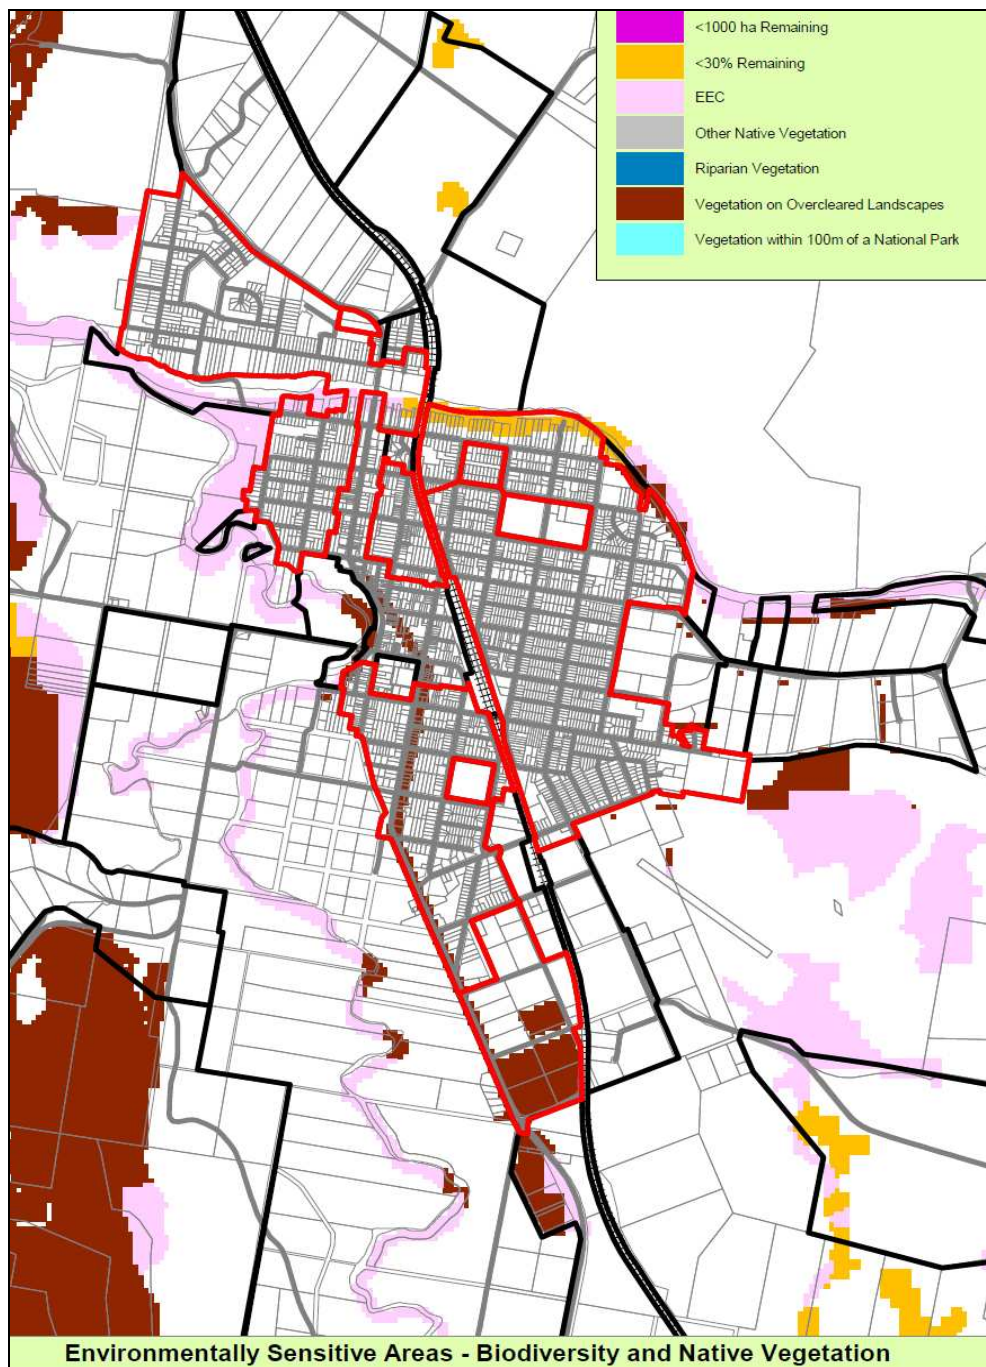 <1000 ha Remaining
<30% Remaining
EEC
Other Native Vegetation
Riparian Vegetation
Vegetation on Overcleared Landscapes
Vegetation within 100m of a National Park
Environmentally Sensitive Areas - Biodiversity and Native Vegetation